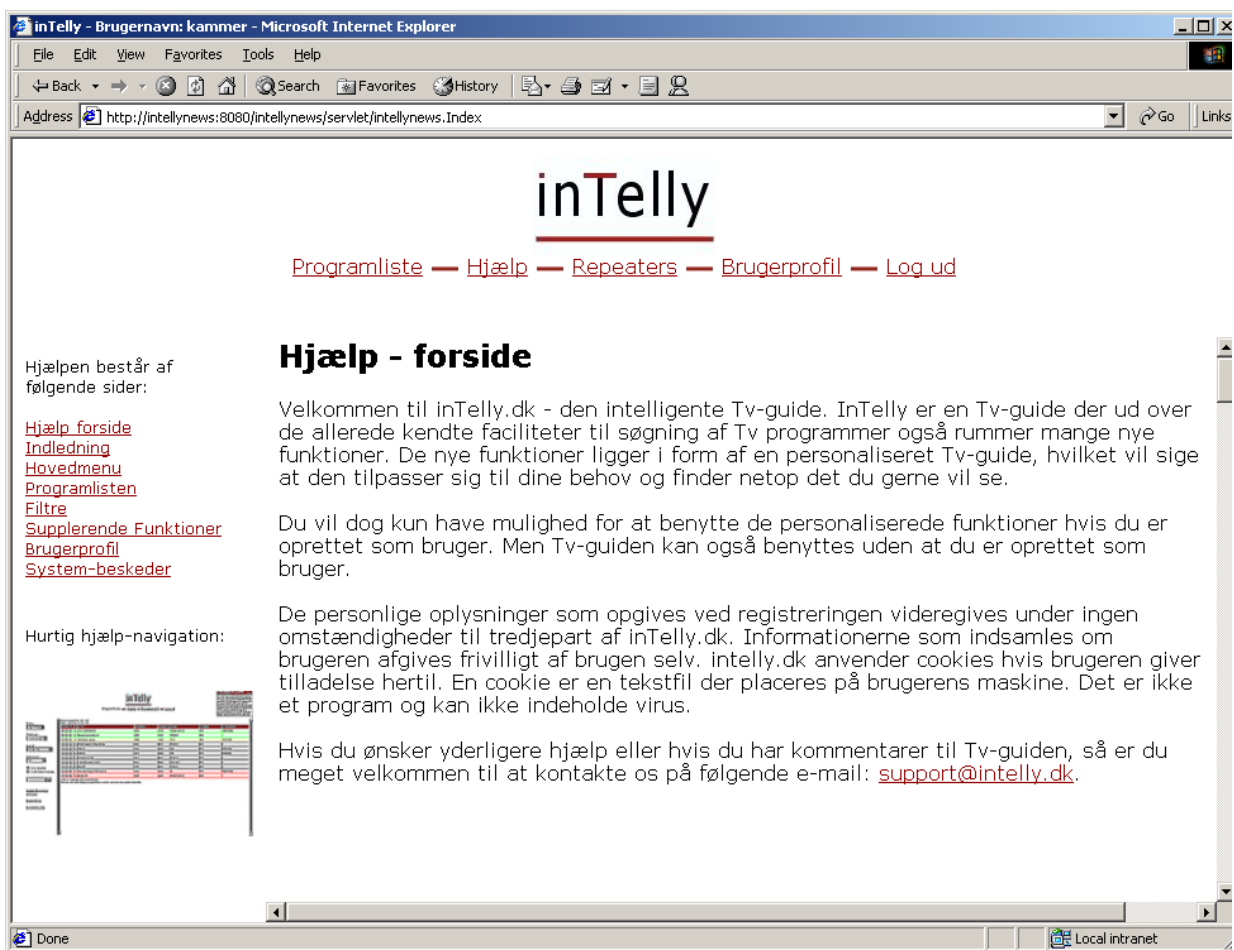 inTelly - Brugernavn: kammer - Microsoft Internet Explorer
File Edit View Favorites Tools Help
Back Search Favorites History
Address http://intellynews:8080/intellynews/servlet/intellynews.Index Go Links
inTelly
Programliste — Hjælp — Repeaters — Brugerprofil — Log ud
Hjælpen består af
følgende sider:
Hjælp forside
Indledning
Hovedmenu
Programlisten
Filtre
Supplerende Funktioner
Brugerprofil
System-beskeder
Hurtig hjælp-navigation:
inTelly
Hjælp - forside
Velkommen til inTelly.dk - den intelligente Tv-guide. InTelly er en Tv-guide der ud over
de allerede kendte faciliteter til søgning af Tv programmer også rummer mange nye
funktioner. De nye funktioner ligger i form af en personaliseret Tv-guide, hvilket vil sige
at den tilpasser sig til dine behov og finder netop det du gerne vil se.
Du vil dog kun have mulighed for at benytte de personaliserede funktioner hvis du er
oprettet som bruger. Men Tv-guiden kan også benyttes uden at du er oprettet som
bruger.
De personlige oplysninger som opgives ved registreringen videregives under ingen
omstændigheder til tredjepart af inTelly.dk. Informationerne som indsamles om
brugeren afgives frivilligt af brugen selv. intelly.dk anvender cookies hvis brugeren giver
tilladelse hertil. En cookie er en tekstfil der placeres på brugerens maskine. Det er ikke
et program og kan ikke indeholde virus.
Hvis du ønsker yderligere hjælp eller hvis du har kommentarer til Tv-guiden, så er du
meget velkommen til at kontakte os på følgende e-mail: support@intelly.dk.
Done Local intranet